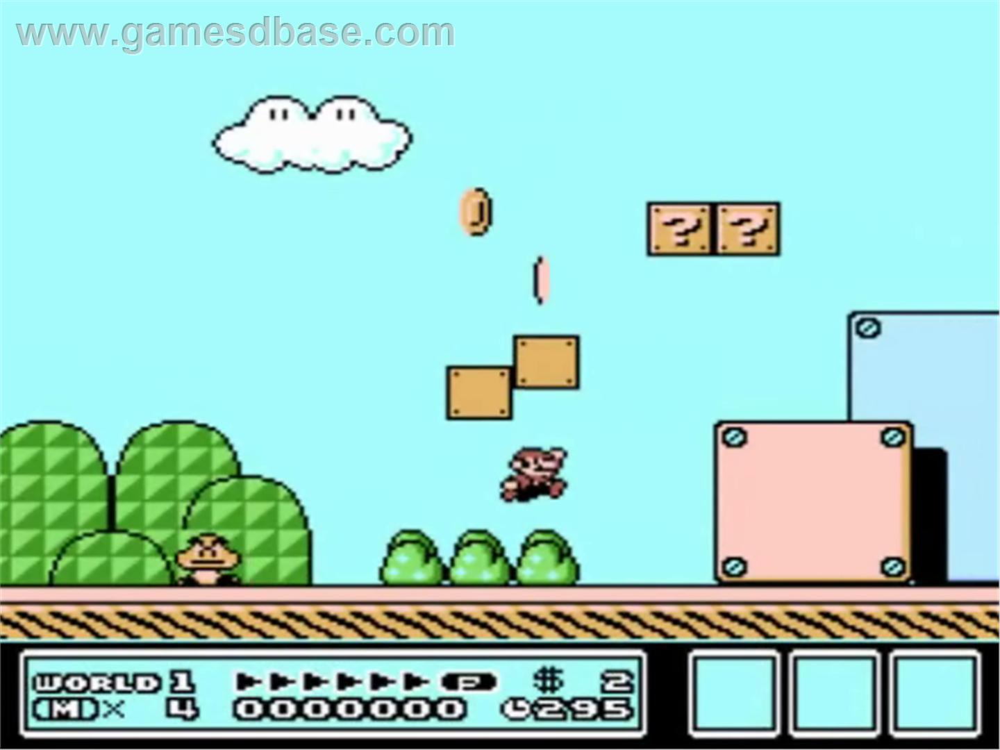 www.gamesdbase.com
? ?
WORLD 1 P $ 2
M× 4 0000000 295